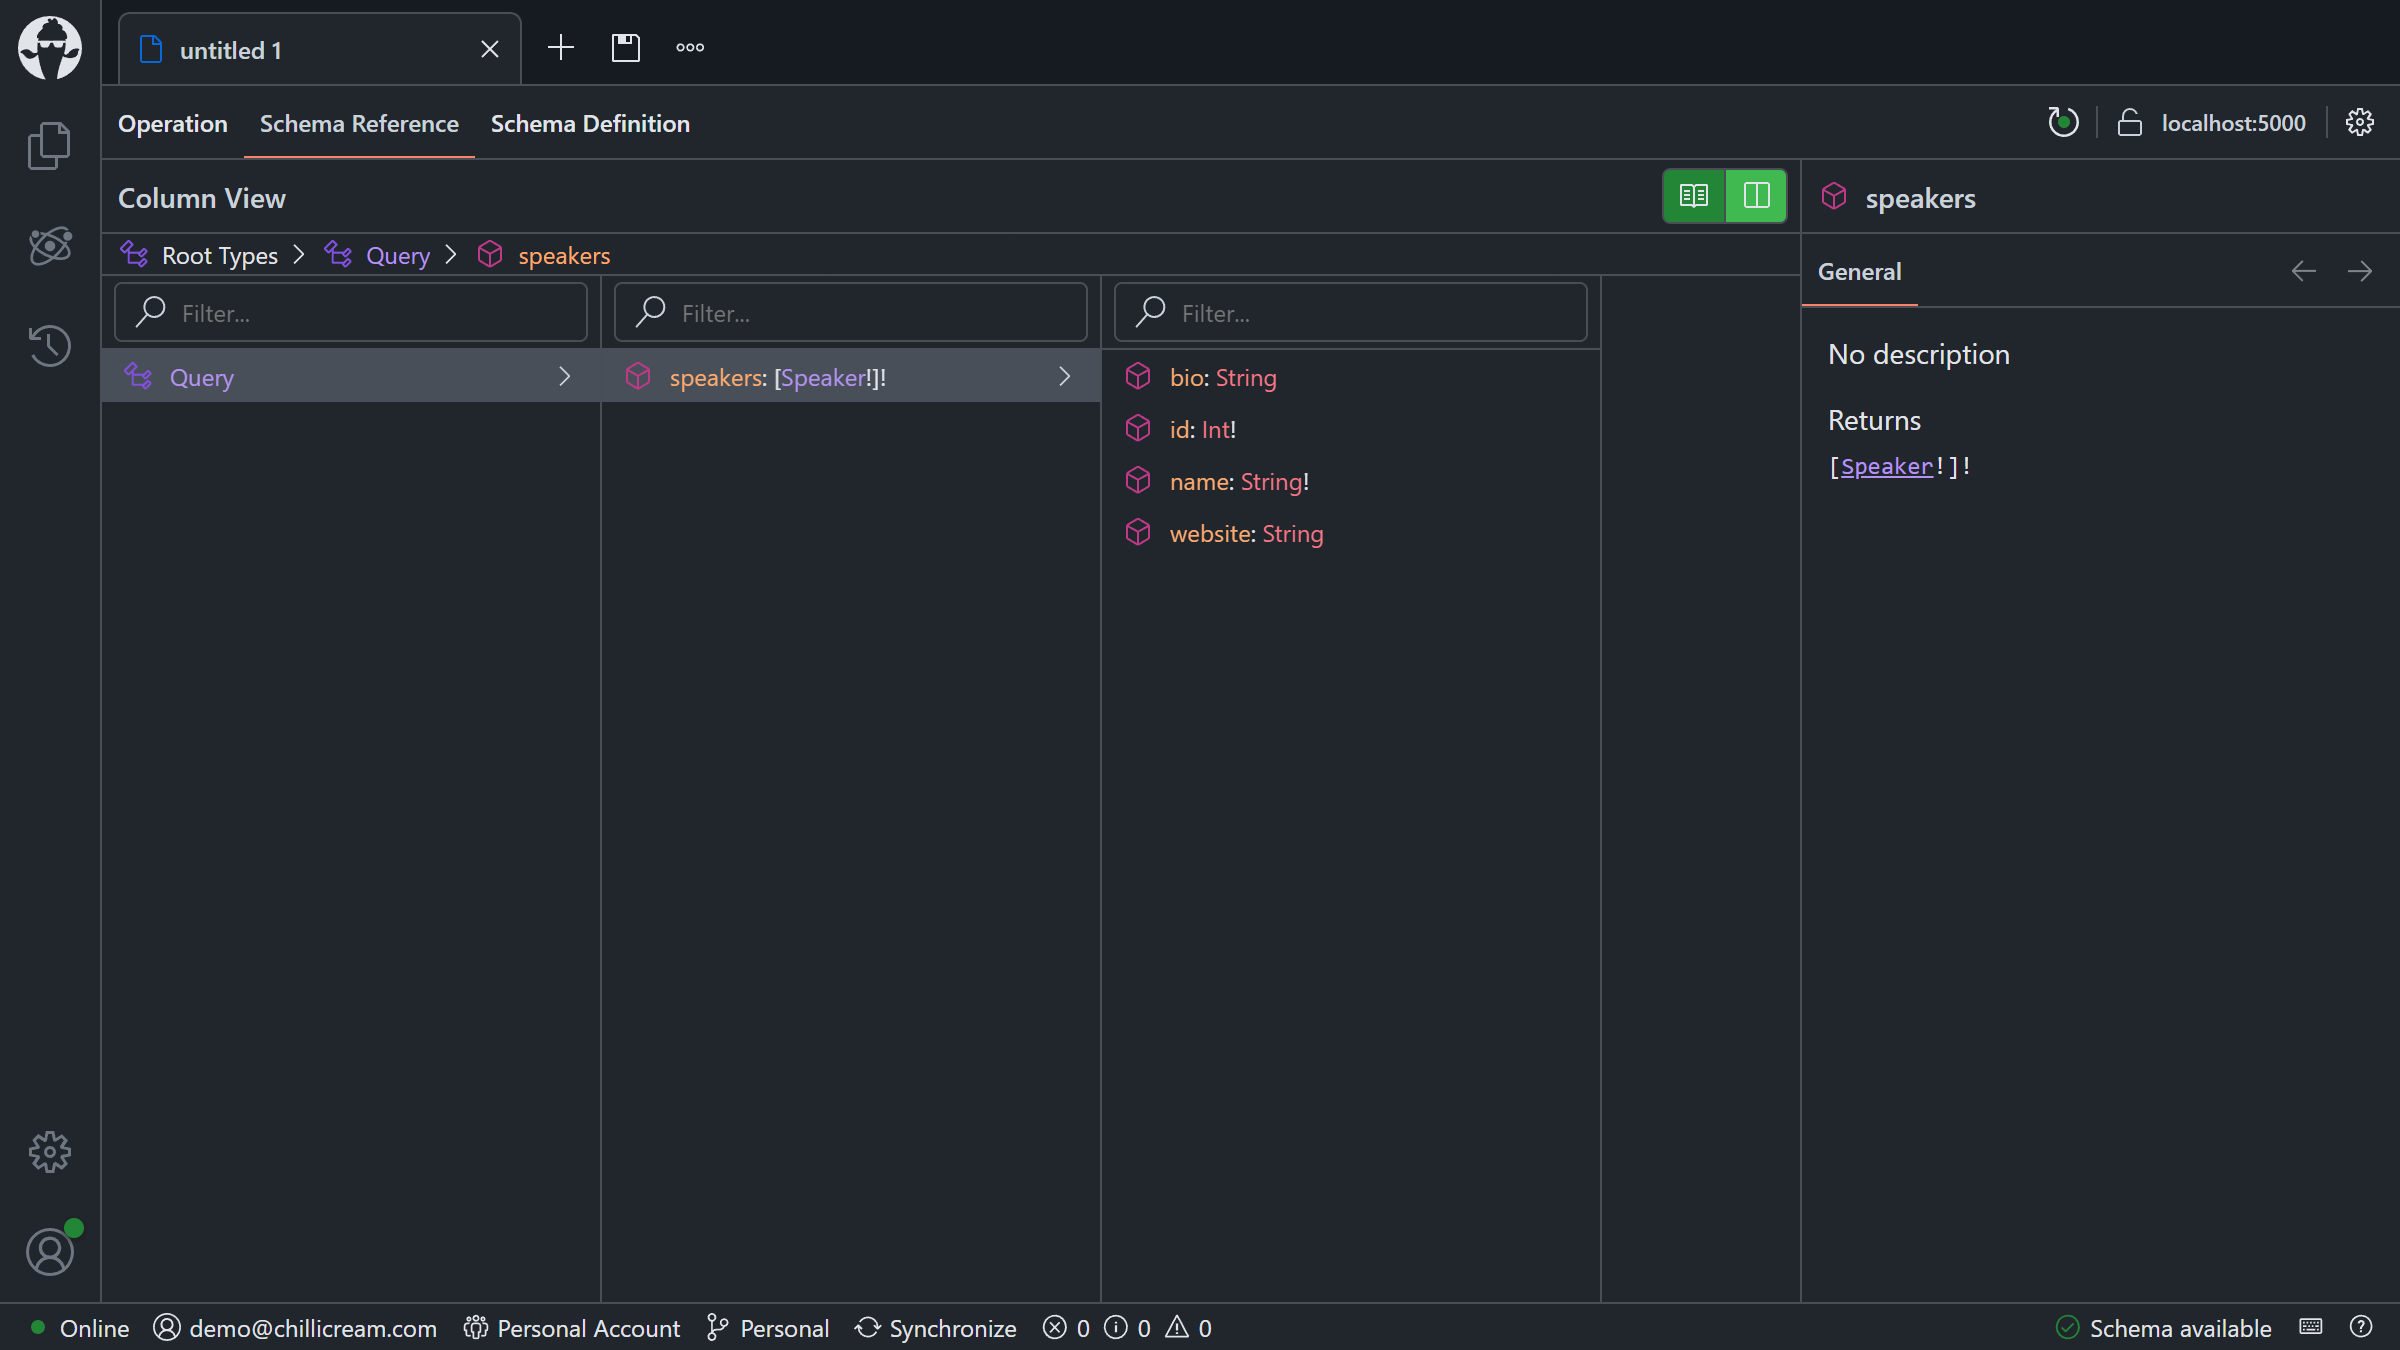 untitled 1
Operation Schema Reference Schema Definition
localhost:5000
Column View
speakers
Root Types Query speakers
General
Filter... Filter... Filter...
Query
speakers: [Speaker!]!
bio: String
id: Int!
name: String!
website: String
No description
Returns
[Speaker!]!
Online demo@chillicream.com Personal Account Personal Synchronize 0 0 0
Schema available